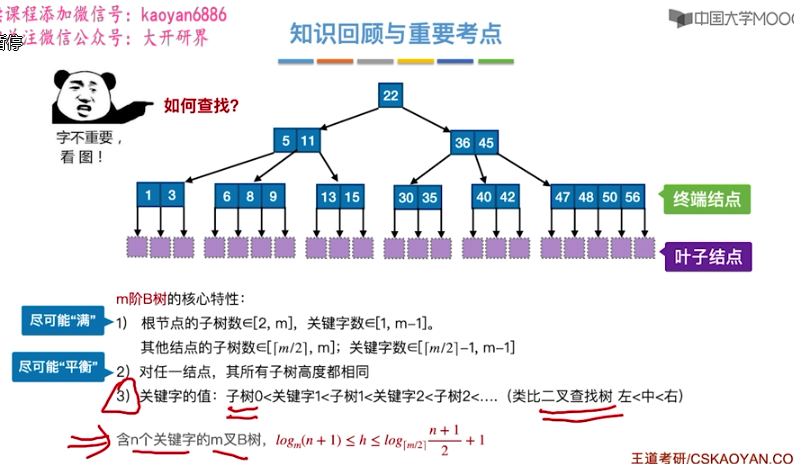 课程添加微信号：kaoyan6886
关注微信公众号：大开研界
暂停
中国大学MOOC
知识回顾与重要考点
如何查找？
字不重要，
看图！
22
5 11
36 45
1 3
6 8 9
13 15
30 35
40 42
47 48 50 56
终端结点
叶子结点
m阶B树的核心特性：
尽可能“满”
1) 根节点的子树数∈[2, m]，关键字数∈[1, m-1]。
其他结点的子树数∈[⌈m/2⌉, m]；关键字数∈[⌈m/2⌉-1, m-1]
尽可能“平衡”
2) 对任一结点，其所有子树高度都相同
3) 关键字的值：子树0<关键字1<子树1<关键字2<子树2<.... （类比二叉查找树 左<中<右）
含n个关键字的m叉B树，log_m(n + 1) ≤ h ≤ log_⌈m/2⌉ (n + 1)/2 + 1
王道考研/CSKAOYAN.CO